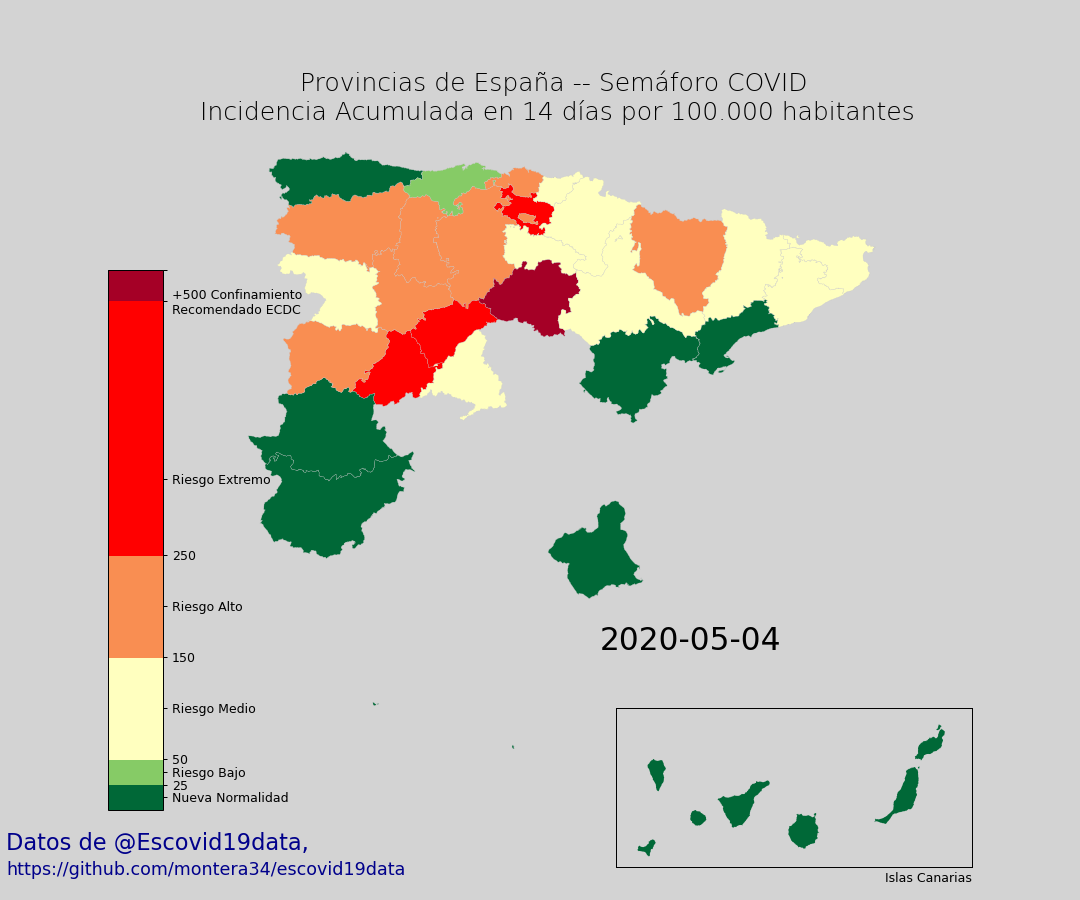 Provincias de España -- Semáforo COVID
Incidencia Acumulada en 14 días por 100.000 habitantes
+500 Confinamiento
Recomendado ECDC
Riesgo Extremo
250
Riesgo Alto
150
Riesgo Medio
50
Riesgo Bajo
25
Nueva Normalidad
2020-05-04
Islas Canarias
Datos de @Escovid19data,
https://github.com/montera34/escovid19data